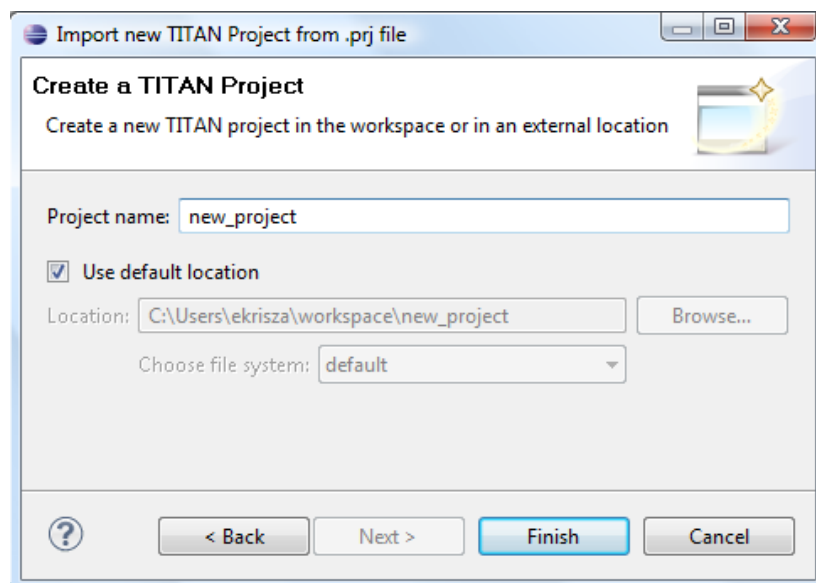 Import new TITAN Project from .prj file
Create a TITAN Project
Create a new TITAN project in the workspace or in an external location
Project name: new_project
Use default location
Location: C:\Users\ekrisza\workspace\new_project Browse...
Choose file system: default
? < Back Next > Finish Cancel